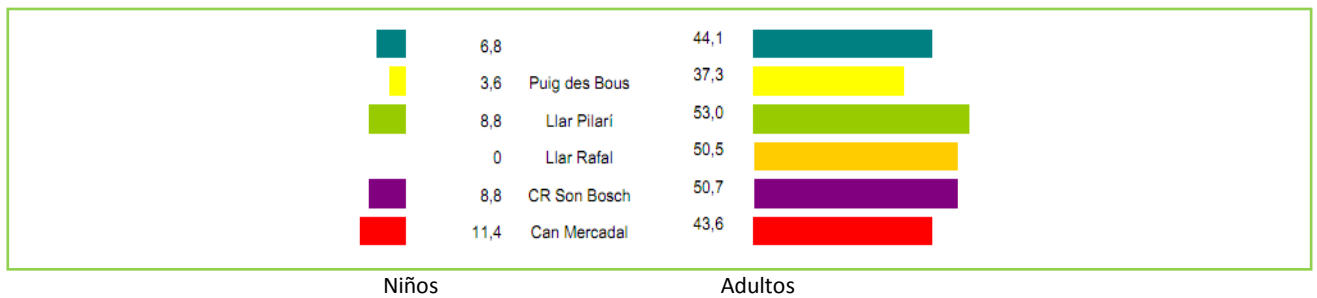 6,8 44,1
3,6 Puig des Bous 37,3
8,8 Llar Pilarí 53,0
0 Llar Rafal 50,5
8,8 CR Son Bosch 50,7
11,4 Can Mercadal 43,6
Niños Adultos